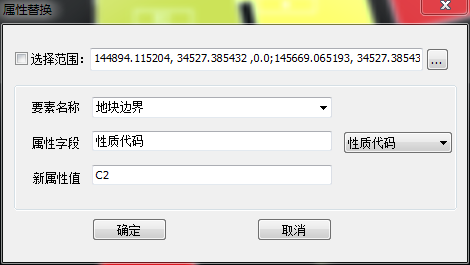 属性替换
选择范围： 144894.115204, 34527.385432 ,0.0;145669.065193, 34527.38543 ...
要素名称 地块边界
属性字段 性质代码 性质代码
新属性值 C2
确定 取消